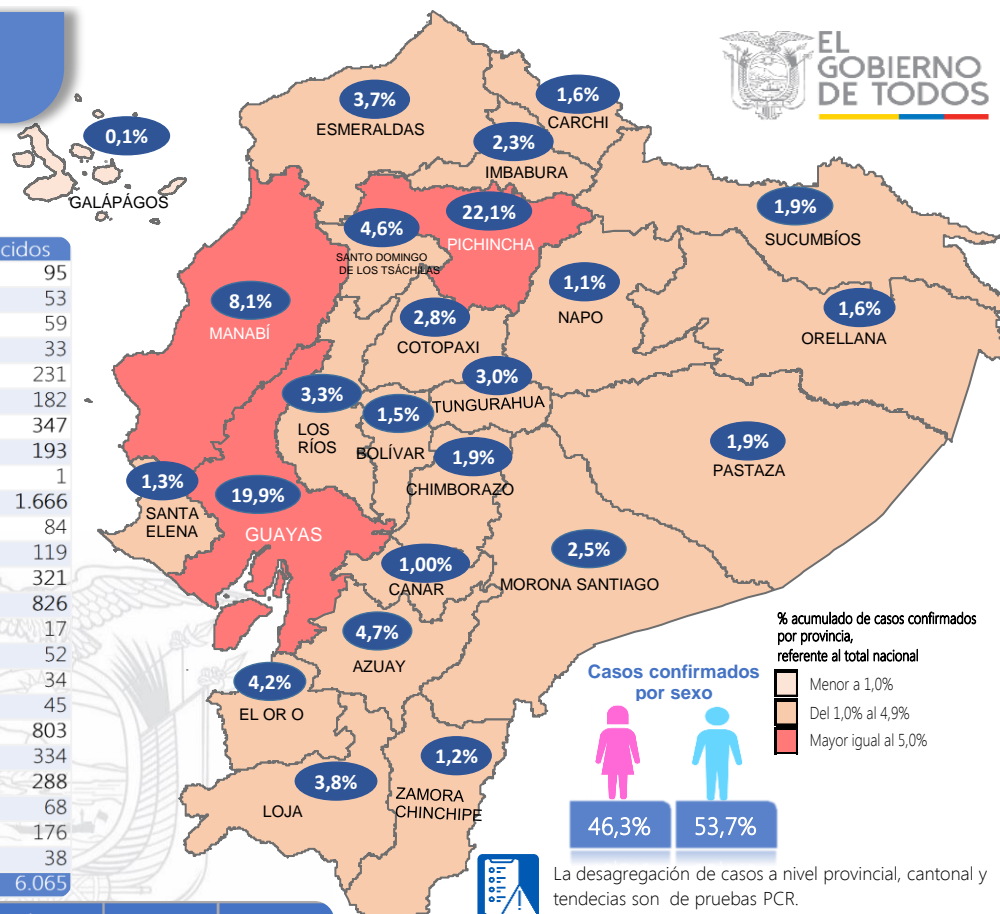 EL
GOBIERNO
DE TODOS
0,1%
GALÁPÁGOS
3,7%
ESMERALDAS
1,6%
CARCHI
2,3%
IMBABURA
22,1%
PICHINCHA
4,6%
SANTO DOMINGO
DE LOS TSÁCHILAS
1,9%
SUCUMBÍOS
8,1%
MANABÍ
1,1%
NAPO
1,6%
ORELLANA
2,8%
COTOPAXI
3,0%
TUNGURAHUA
3,3%
LOS
RÍOS
1,5%
BOLÍVAR
1,9%
CHIMBORAZO
1,9%
PASTAZA
1,3%
SANTA
ELENA
19,9%
GUAYAS
1,00%
CANAR
2,5%
MORONA SANTIAGO
4,7%
AZUAY
4,2%
EL OR O
3,8%
LOJA
1,2%
ZAMORA
CHINCHIPE
cidos
95
53
59
33
231
182
347
193
1
1.666
84
119
321
826
17
52
34
45
803
334
288
68
176
38
6.065
% acumulado de casos confirmados
por provincia,
referente al total nacional
Menor a 1,0%
Del 1,0% al 4,9%
Mayor igual al 5,0%
Casos confirmados
por sexo
46,3%
53,7%
La desagregación de casos a nivel provincial, cantonal y
tendecias son de pruebas PCR.